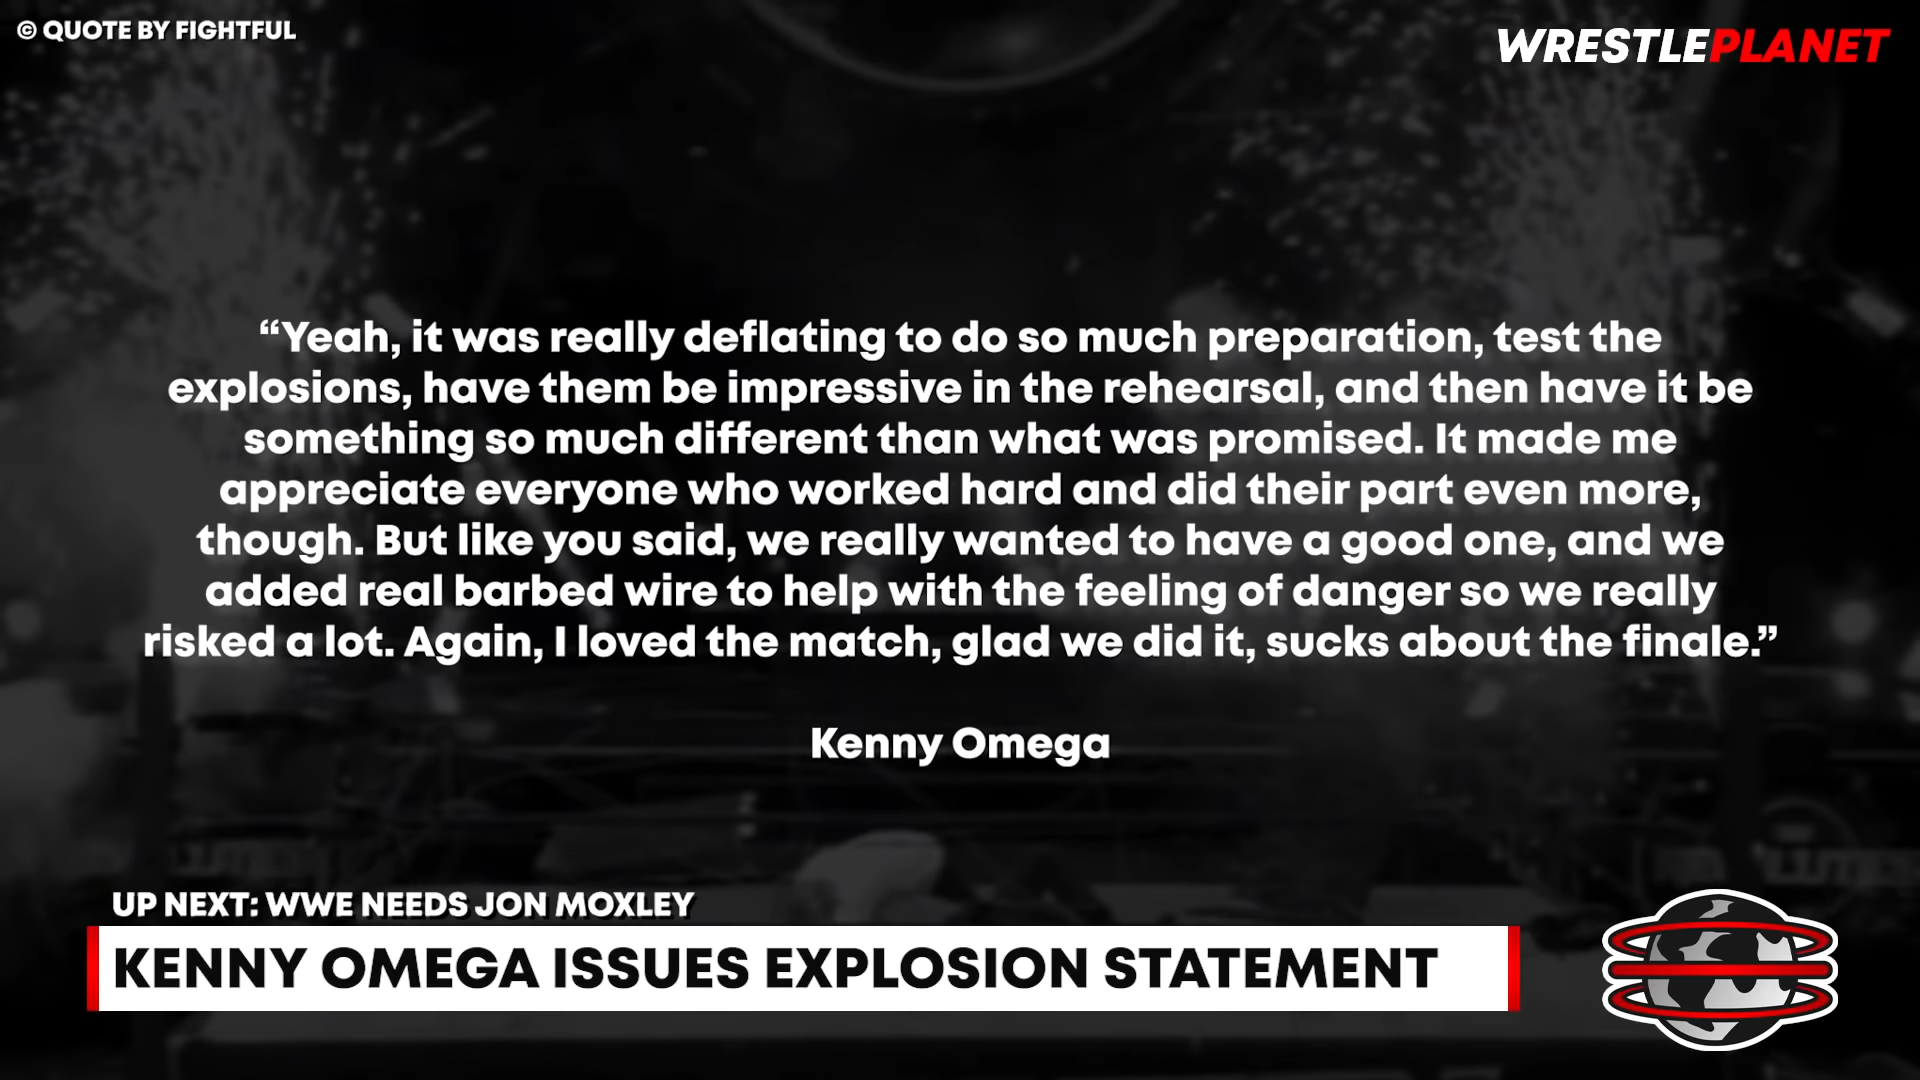 © QUOTE BY FIGHTFUL
WRESTLEPLANET
“Yeah, it was really deflating to do so much preparation, test the
explosions, have them be impressive in the rehearsal, and then have it be
something so much different than what was promised. It made me
appreciate everyone who worked hard and did their part even more,
though. But like you said, we really wanted to have a good one, and we
added real barbed wire to help with the feeling of danger so we really
risked a lot. Again, I loved the match, glad we did it, sucks about the finale.”
Kenny Omega
UP NEXT: WWE NEEDS JON MOXLEY
KENNY OMEGA ISSUES EXPLOSION STATEMENT